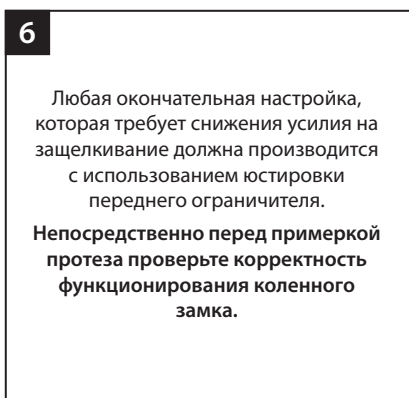 6
Любая окончательная настройка,
которая требует снижения усилия на
защелкивание должна производится
с использованием юстировки
переднего ограничителя.
Непосредственно перед примеркой
протеза проверьте корректность
функционирования коленного
замка.